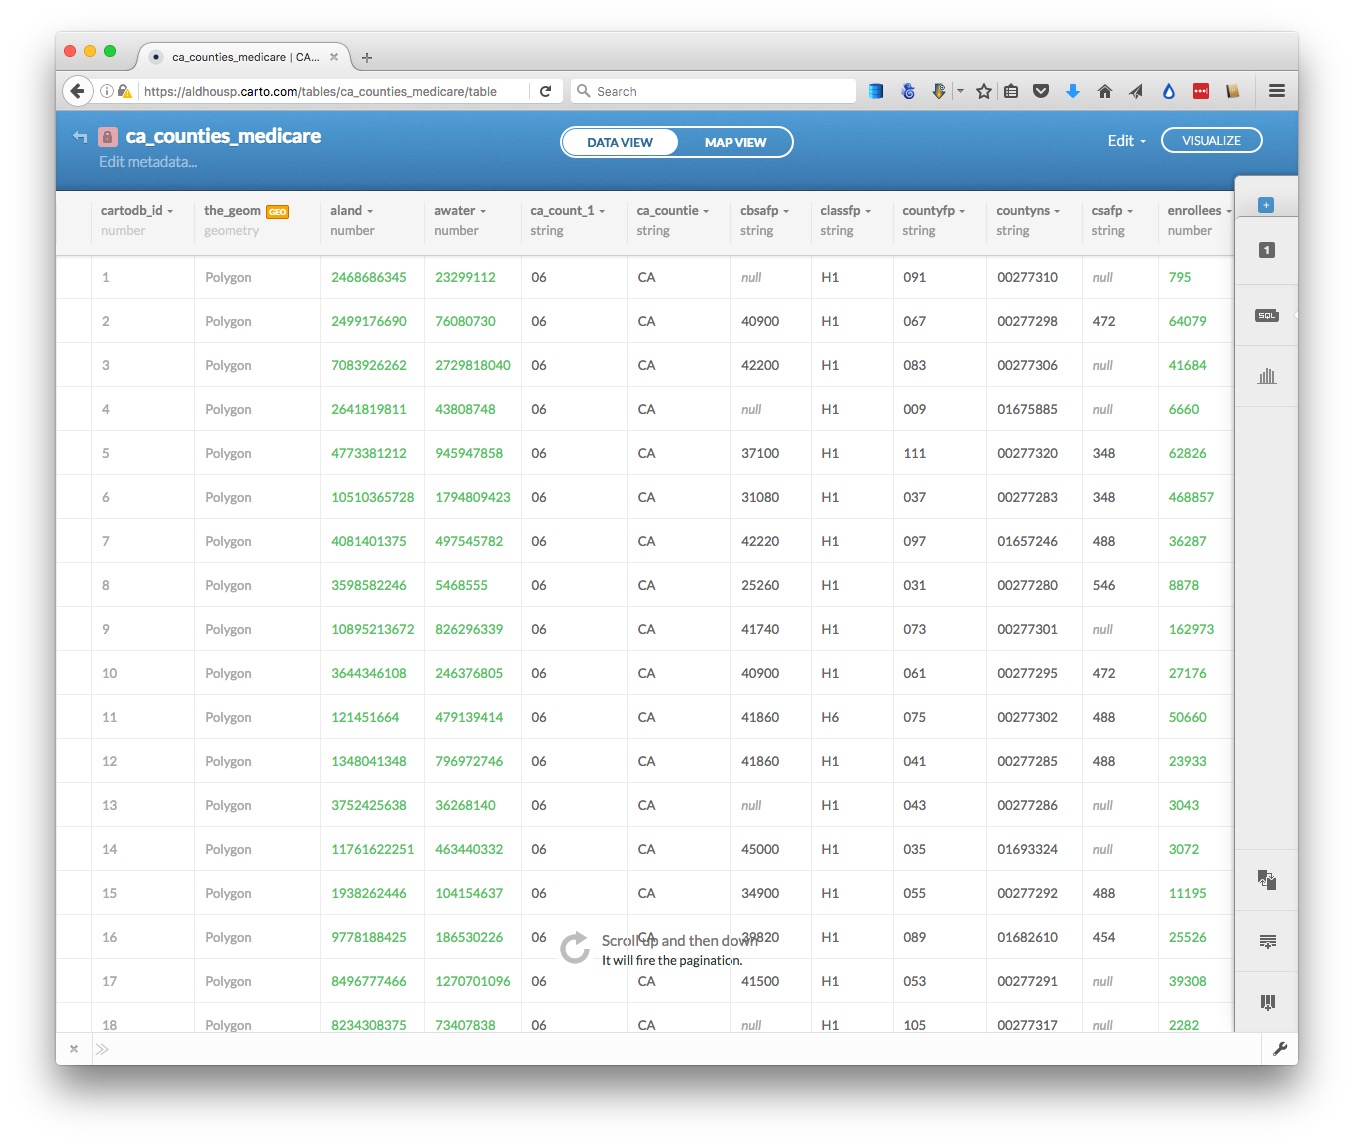 ca_counties_medicare | CA...
https://aldhousp.carto.com/tables/ca_counties_medicare/table
Search
ca_counties_medicare
Edit metadata...
DATA VIEW MAP VIEW
Edit
VISUALIZE
cartodb_id the_geom GEO aland awater ca_count_1 ca_countie cbsafp classfp countyfp countyns csafp enrollees
number geometry number number string string string string string string string number
1 Polygon 2468686345 23299112 06 CA null H1 091 00277310 null 795
2 Polygon 2499176690 76080730 06 CA 40900 H1 067 00277298 472 64079
3 Polygon 7083926262 2729818040 06 CA 42200 H1 083 00277306 null 41684
4 Polygon 2641819811 43808748 06 CA null H1 009 01675885 null 6660
5 Polygon 4773381212 945947858 06 CA 37100 H1 111 00277320 348 62826
6 Polygon 10510365728 1794809423 06 CA 31080 H1 037 00277283 348 468857
7 Polygon 4081401375 497545782 06 CA 42220 H1 097 01657246 488 36287
8 Polygon 3598582246 5468555 06 CA 25260 H1 031 00277280 546 8878
9 Polygon 10895213672 826296339 06 CA 41740 H1 073 00277301 null 162973
10 Polygon 3644346108 246376805 06 CA 40900 H1 061 00277295 472 27176
11 Polygon 121451664 479139414 06 CA 41860 H6 075 00277302 488 50660
12 Polygon 1348041348 796972746 06 CA 41860 H1 041 00277285 488 23933
13 Polygon 3752425638 36268140 06 CA null H1 043 00277286 null 3043
14 Polygon 11761622251 463440332 06 CA 45000 H1 035 01693324 null 3072
15 Polygon 1938262446 104154637 06 CA 34900 H1 055 00277292 488 11195
16 Polygon 9778188425 186530226 06 CA 39820 H1 089 01682610 454 25526
Scroll up and then down
It will fire the pagination.
17 Polygon 8496777466 1270701096 06 CA 41500 H1 053 00277291 null 39308
18 Polygon 8234308375 73407838 06 CA null H1 105 00277317 null 2282
1
SQL